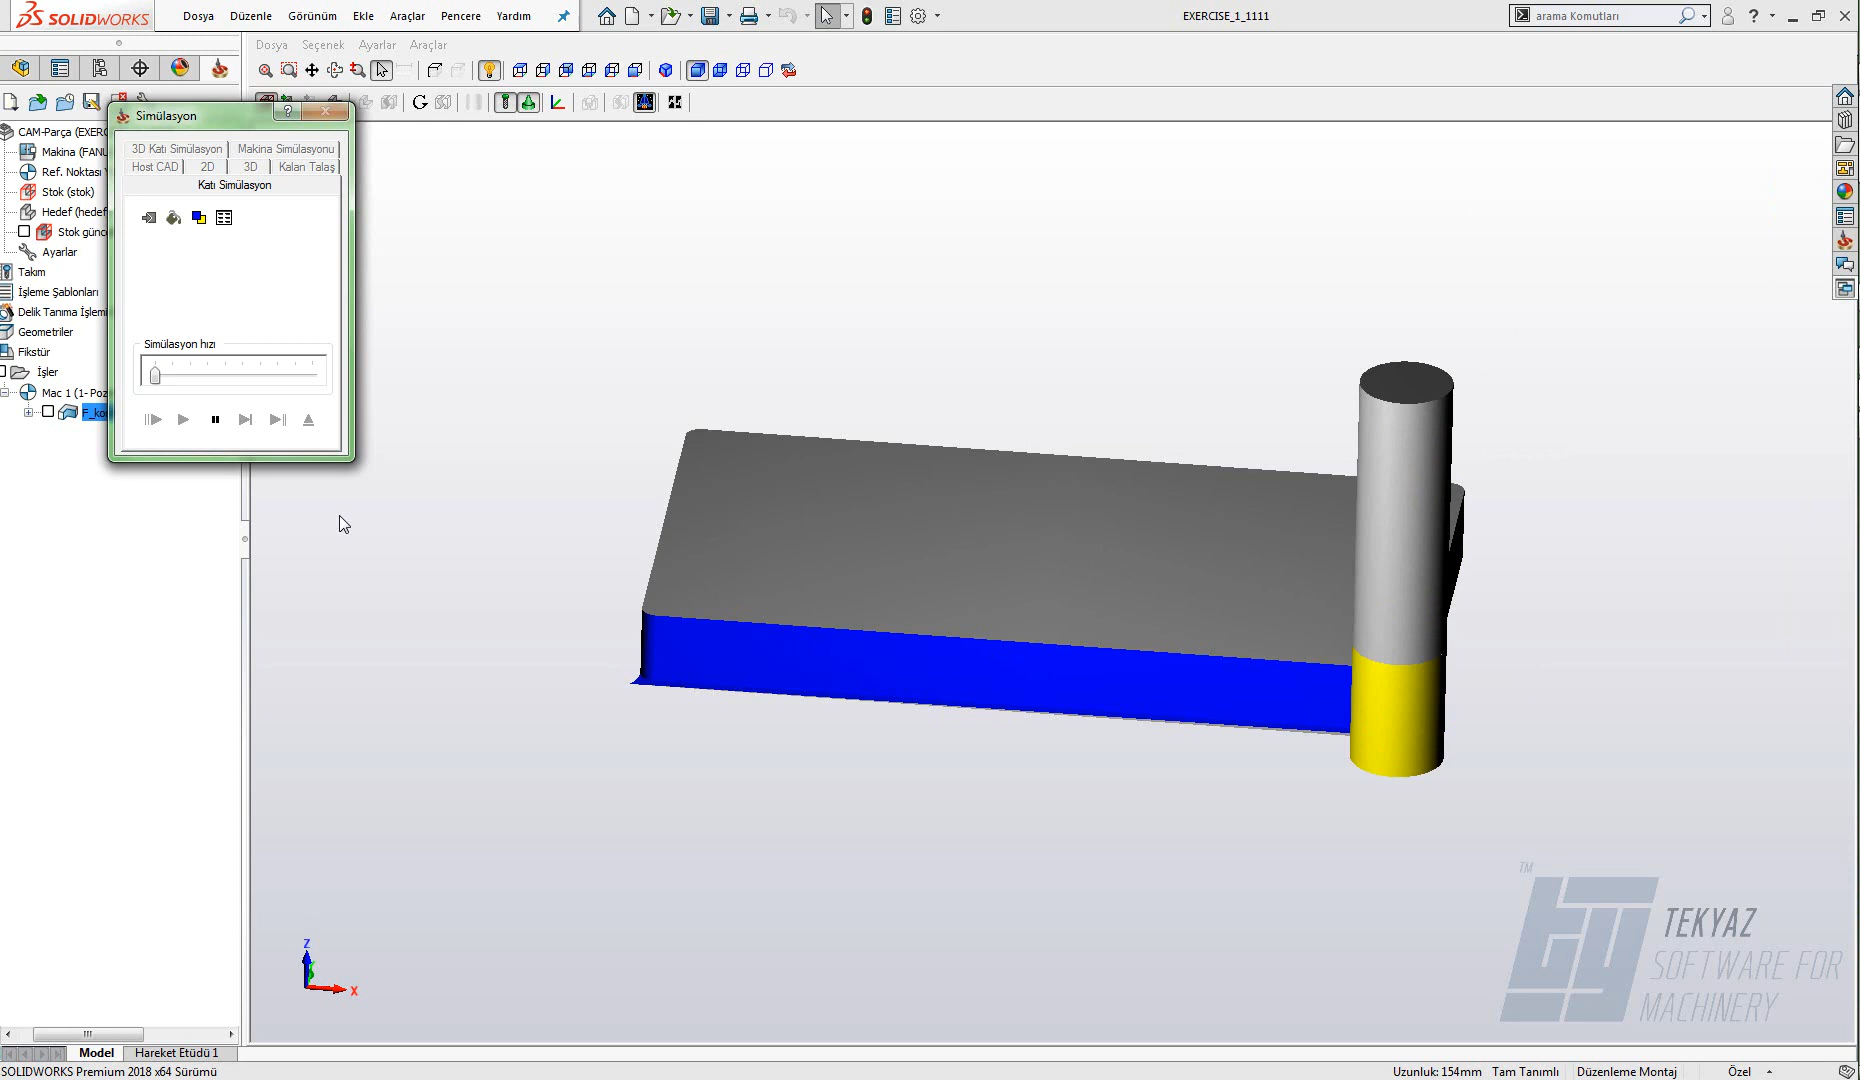 SOLIDWORKS
Dosya Düzenle Görünüm Ekle Araçlar Pencere Yardım
EXERCISE_1_1111
arama Komutları
Dosya Seçenek Ayarlar Araçlar
Simülasyon
3D Katı Simülasyon Makina Simülasyonu
Host CAD 2D 3D Kalan Talaş
Katı Simülasyon
Simülasyon hızı
CAM-Parça (EXERC
Makina (FANU
Ref. Noktası
Stok (stok)
Hedef (hedef
Stok günc
Ayarlar
Takım
İşleme Şablonları
Delik Tanıma İşlemi
Geometriler
Fikstür
İşler
Mac 1 (1- Poz
F_ko
Z
X
TM
TEKYAZ
SOFTWARE FOR
MACHINERY
Model Hareket Etüdü 1
SOLIDWORKS Premium 2018 x64 Sürümü
Uzunluk: 154mm Tam Tanımlı Düzenleme Montaj Özel